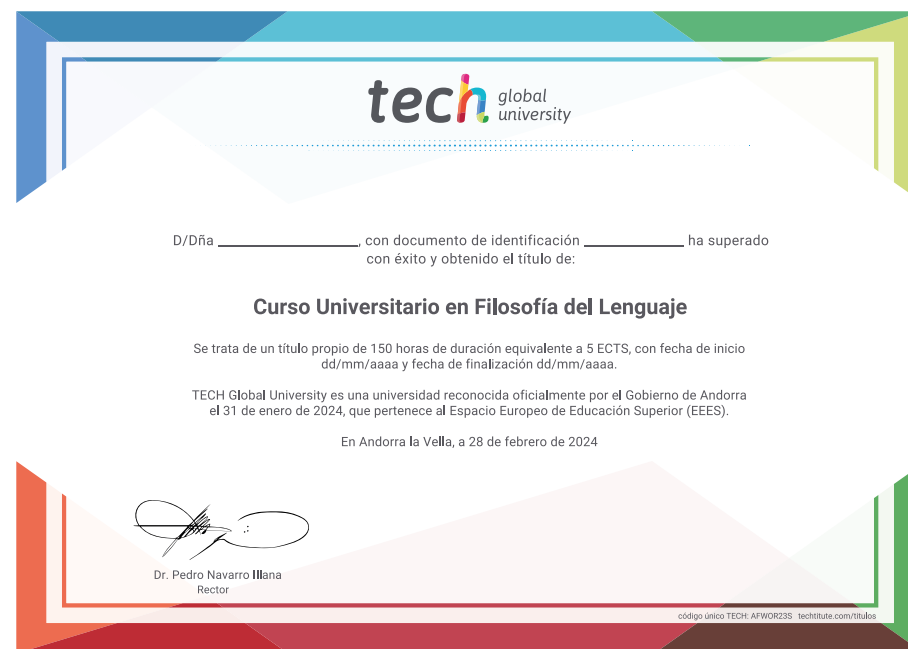 tech global university
D/Dña ____________________, con documento de identificación ______________ ha superado
con éxito y obtenido el título de:
Curso Universitario en Filosofía del Lenguaje
Se trata de un título propio de 150 horas de duración equivalente a 5 ECTS, con fecha de inicio
dd/mm/aaaa y fecha de finalización dd/mm/aaaa.
TECH Global University es una universidad reconocida oficialmente por el Gobierno de Andorra
el 31 de enero de 2024, que pertenece al Espacio Europeo de Educación Superior (EEES).
En Andorra la Vella, a 28 de febrero de 2024
Dr. Pedro Navarro Illana
Rector
código único TECH: AFWOR23S techtitute.com/titulos